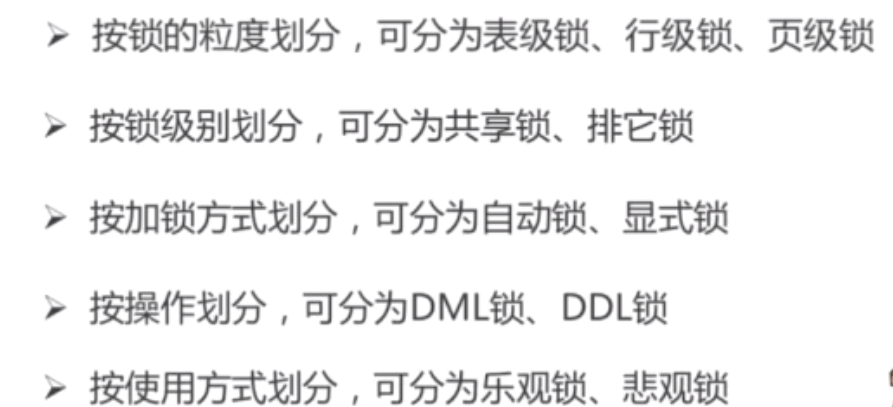 ➢ 按锁的粒度划分，可分为表级锁、行级锁、页级锁
➢ 按锁级别划分，可分为共享锁、排它锁
➢ 按加锁方式划分，可分为自动锁、显式锁
➢ 按操作划分，可分为DML锁、DDL锁
➢ 按使用方式划分，可分为乐观锁、悲观锁